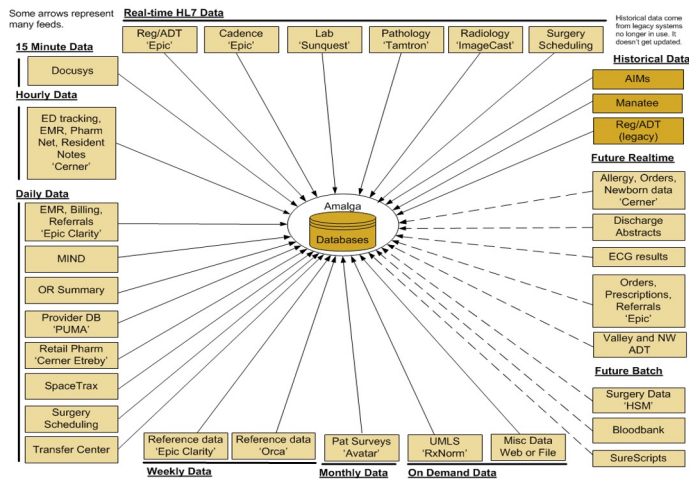 Some arrows represent
many feeds.
Real-time HL7 Data
Historical data come
from legacy systems
no longer in use. It
doesn't get updated.
Reg/ADT
'Epic'
Cadence
'Epic'
Lab
'Sunquest'
Pathology
'Tamtron'
Radiology
'ImageCast'
Surgery
Scheduling
15 Minute Data
Docusys
Hourly Data
ED tracking,
EMR, Pharm
Net, Resident
Notes
'Cerner'
Daily Data
EMR, Billing,
Referrals
'Epic Clarity'
MIND
OR Summary
Provider DB
'PUMA'
Retail Pharm
'Cerner Etreby'
SpaceTrax
Surgery
Scheduling
Transfer Center
Amalga
Databases
Historical Data
AIMs
Manatee
Reg/ADT
(legacy)
Future Realtime
Allergy, Orders,
Newborn data
'Cerner'
Discharge
Abstracts
ECG results
Orders,
Prescriptions,
Referrals
'Epic'
Valley and NW
ADT
Future Batch
Surgery Data
'HSM'
Bloodbank
SureScripts
Reference data
'Epic Clarity'
Reference data
'Orca'
Weekly Data
Pat Surveys
'Avatar'
Monthly Data
UMLS
'RxNorm'
Misc Data
Web or File
On Demand Data